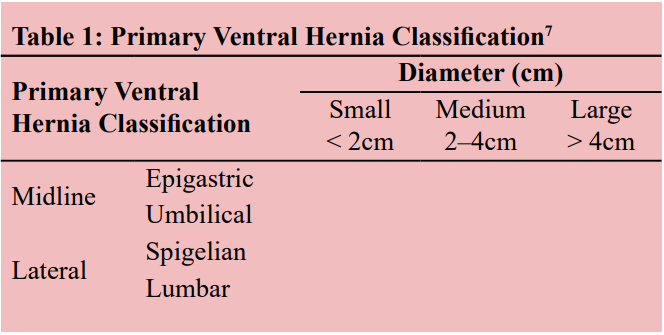 Table 1: Primary Ventral Hernia Classification7
Primary Ventral
Hernia Classification
Diameter (cm)
Small Medium Large
< 2cm 2–4cm > 4cm
Midline
Epigastric
Umbilical
Lateral
Spigelian
Lumbar